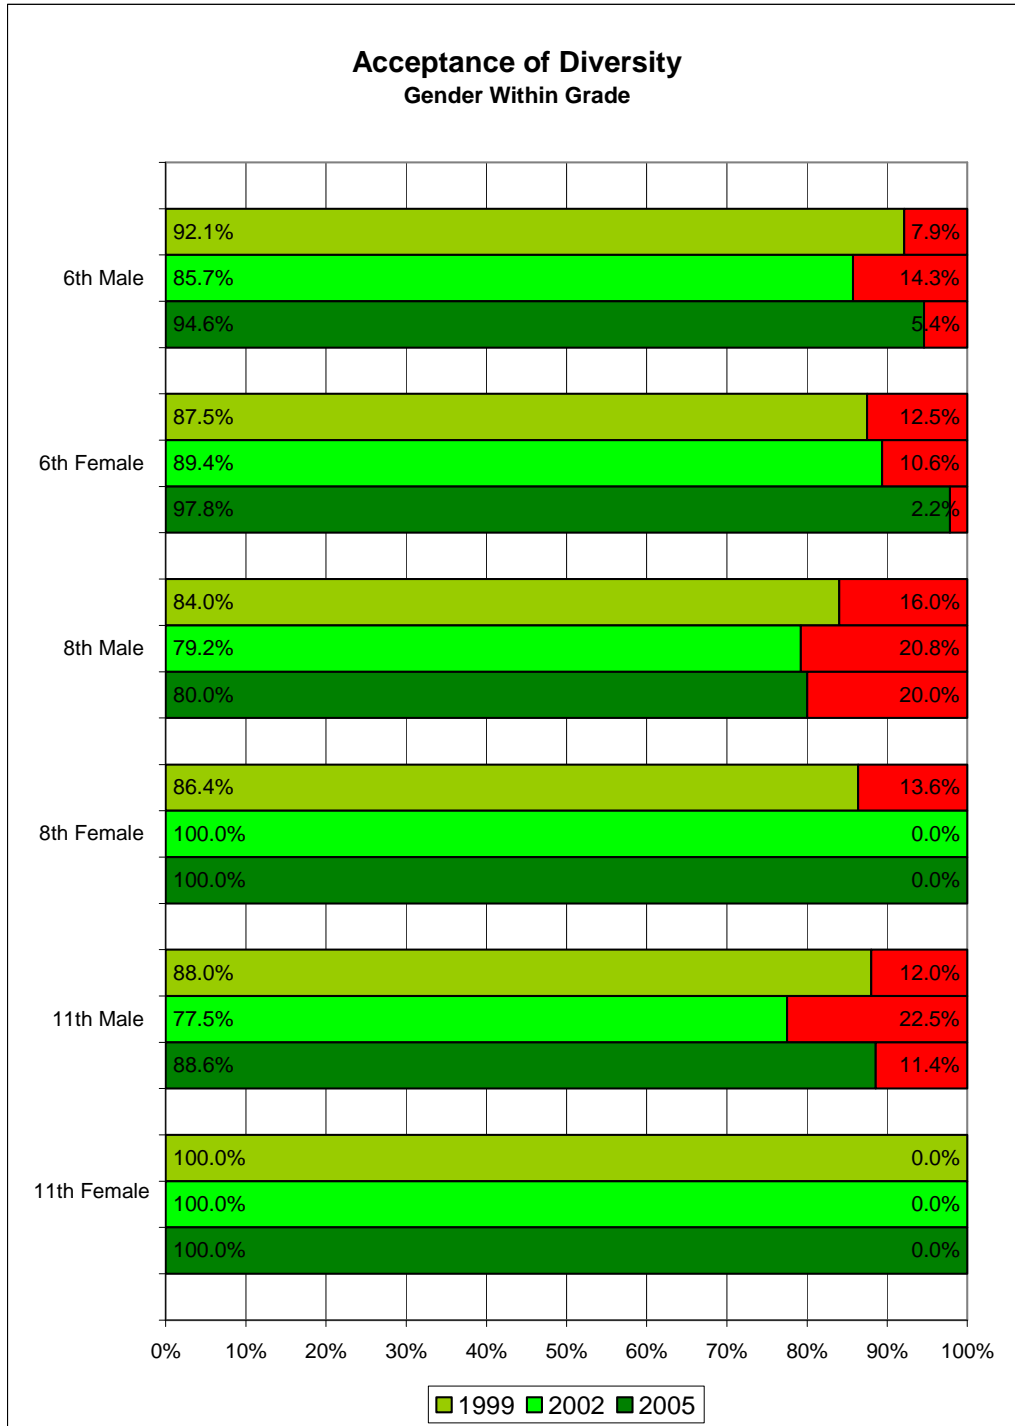 Acceptance of Diversity
Gender Within Grade
92.1% 7.9%
6th Male 85.7% 14.3%
94.6% 5.4%
87.5% 12.5%
6th Female 89.4% 10.6%
97.8% 2.2%
84.0% 16.0%
8th Male 79.2% 20.8%
80.0% 20.0%
86.4% 13.6%
8th Female 100.0% 0.0%
100.0% 0.0%
88.0% 12.0%
11th Male 77.5% 22.5%
88.6% 11.4%
100.0% 0.0%
11th Female 100.0% 0.0%
100.0% 0.0%
0% 10% 20% 30% 40% 50% 60% 70% 80% 90% 100%
1999 2002 2005